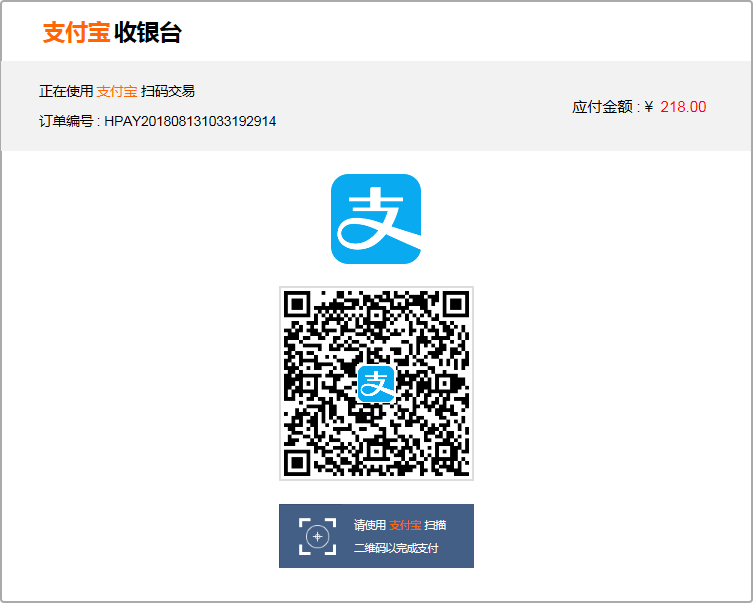 支付宝 收银台
正在使用 支付宝 扫码交易
订单编号 : HPAY201808131033192914
应付金额 : ¥ 218.00
支
支
请使用 支付宝 扫描
二维码以完成支付